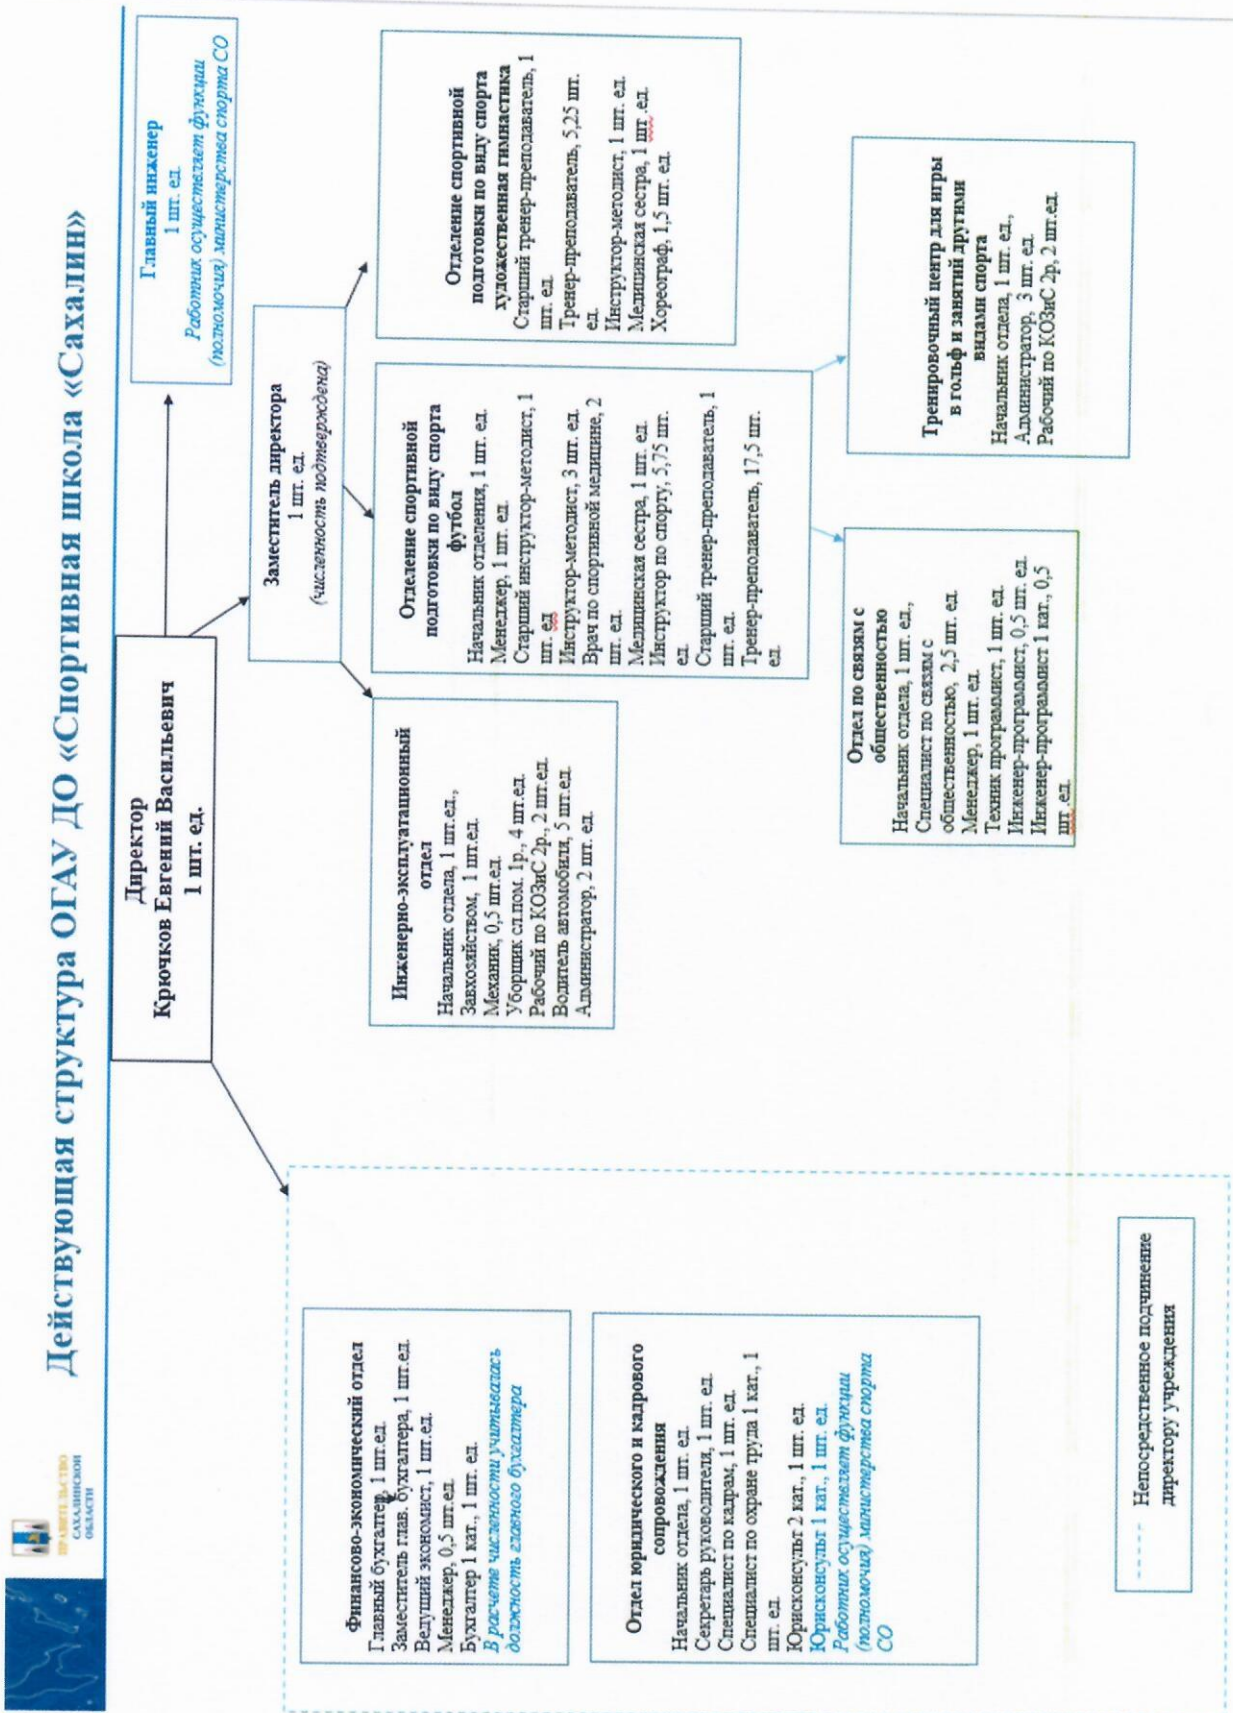 ПРАВИТЕЛЬСТВО
САХАЛИНСКОЙ
ОБЛАСТИ
Действующая структура ОГАУ ДО «Спортивная школа «Сахалин»
Директор
Крючков Евгений Васильевич
1 шт. ед.
Главный инженер
1 шт. ед.
Работник осуществляет функции
(полномочия) министерства спорта СО
Заместитель директора
1 шт. ед.
(численность подтверждена)
Финансово-экономический отдел
Главный бухгалтер, 1 шт.ед.
Заместитель глав. бухгалтера, 1 шт.ед.
Ведущий экономист, 1 шт.ед.
Менеджер, 0,5 шт.ед.
Бухгалтер 1 кат., 1 шт. ед.
В расчете численности учитывалась
должность главного бухгалтера
Отдел юридического и кадрового
сопровождения
Начальник отдела, 1 шт. ед.
Секретарь руководителя, 1 шт. ед.
Специалист по кадрам, 1 шт. ед.
Специалист по охране труда 1 кат., 1
шт. ед.
Юрисконсульт 2 кат., 1 шт. ед.
Юрисконсульт 1 кат., 1 шт. ед.
Работник осуществляет функции
(полномочия) министерства спорта
СО
Инженерно-эксплуатационный
отдел
Начальник отдела, 1 шт.ед.,
Завхозяйством, 1 шт.ед.
Механик, 0,5 шт.ед.
Уборщик сл.пом. 1р., 4 шт.ед.
Рабочий по КОЗиС 2р., 2 шт.ед.
Водитель автомобиля, 5 шт.ед.
Администратор, 2 шт. ед.
Отделение спортивной
подготовки по виду спорта
футбол
Начальник отделения, 1 шт. ед.
Менеджер, 1 шт. ед.
Старший инструктор-методист, 1
шт. ед
Инструктор-методист, 3 шт. ед.
Врач по спортивной медицине, 2
шт. ед.
Медицинская сестра, 1 шт. ед.
Инструктор по спорту, 5,75 шт.
ед.
Старший тренер-преподаватель, 1
шт. ед.
Тренер-преподаватель, 17,5 шт.
ед.
Отделение спортивной
подготовки по виду спорта
художественная гимнастика
Старший тренер-преподаватель, 1
шт. ед.
Тренер-преподаватель, 5,25 шт.
ед.
Инструктор-методист, 1 шт. ед.
Медицинская сестра, 1 шт .ед.
Хореограф, 1,5 шт. ед.
Отдел по связям с
общественностью
Начальник отдела, 1 шт. ед.,
Специалист по связям с
общественностью, 2,5 шт. ед.
Менеджер, 1 шт. ед.
Техник программист, 1 шт. ед.
Инженер-программист, 0,5 шт. ед.
Инженер-программист 1 кат., 0,5
шт .ед.
Тренировочный центр для игры
в гольф и занятий другими
видами спорта
Начальник отдела, 1 шт. ед.,
Администратор, 3 шт. ед.
Рабочий по КОЗиС 2р, 2 шт.ед.
Непосредственное подчинение
директору учреждения